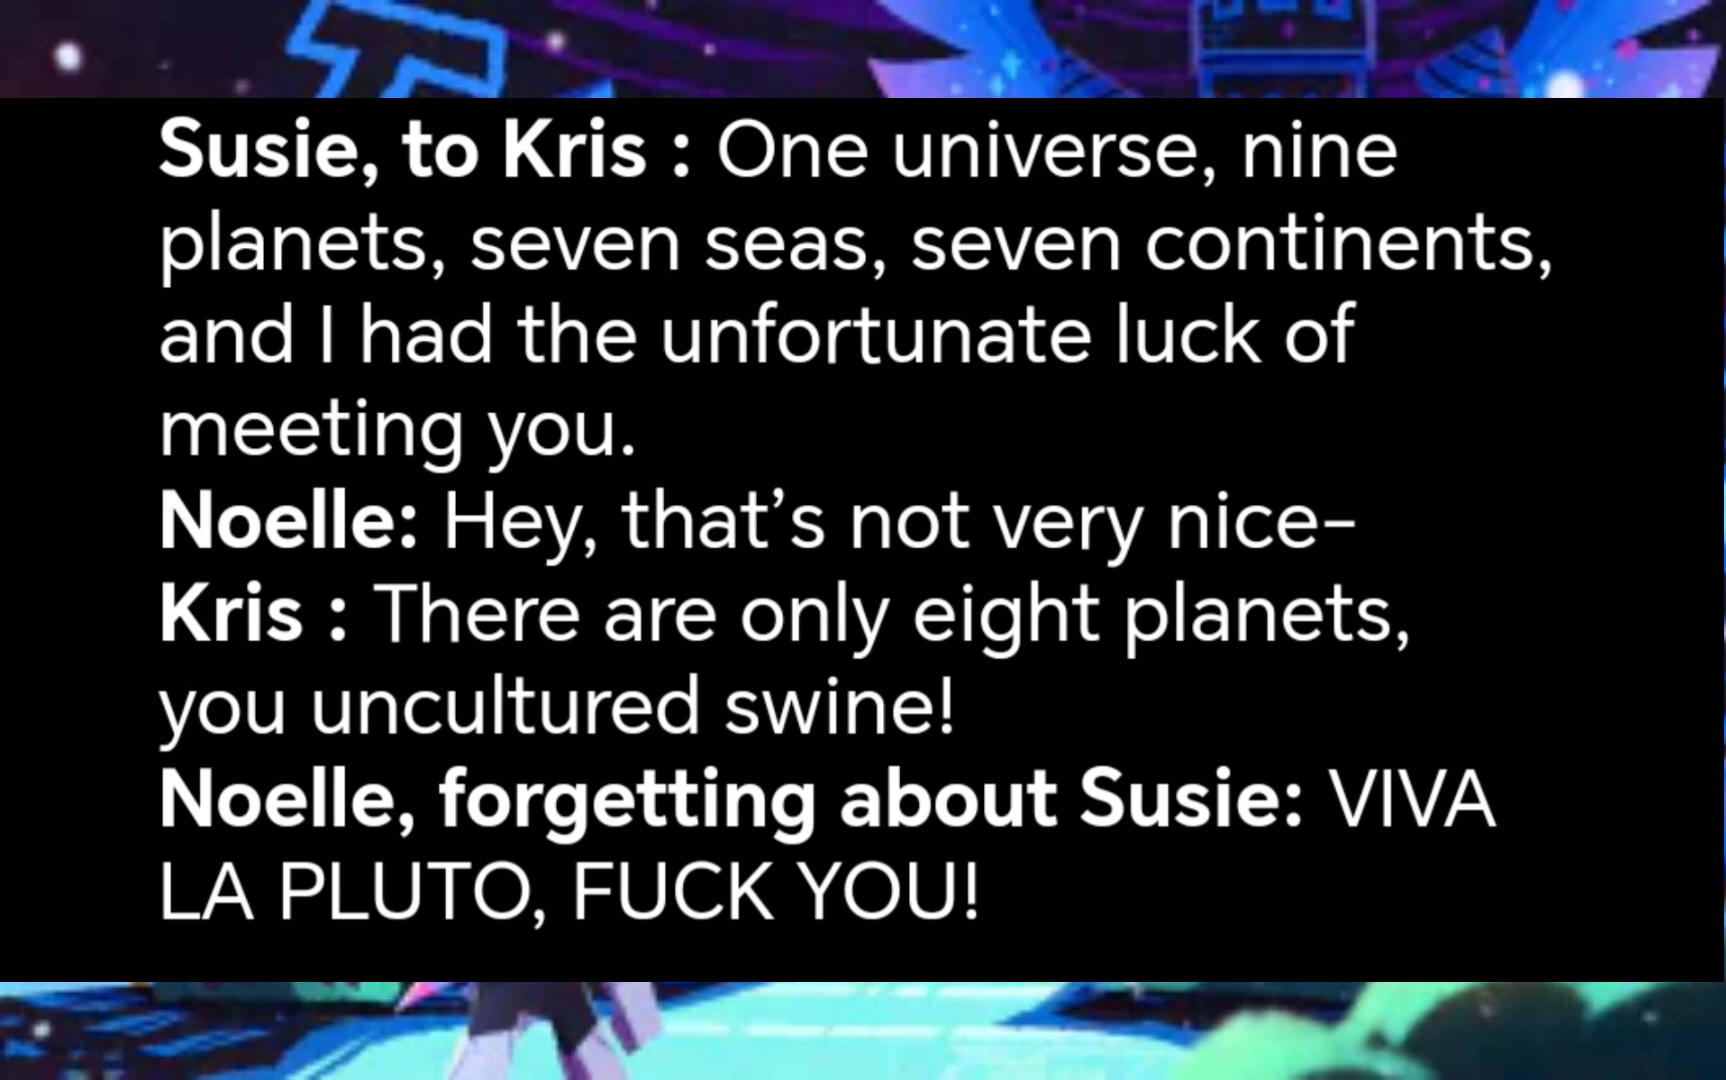 Susie, to Kris : One universe, nine
planets, seven seas, seven continents,
and I had the unfortunate luck of
meeting you.
Noelle: Hey, that’s not very nice–
Kris : There are only eight planets,
you uncultured swine!
Noelle, forgetting about Susie: VIVA
LA PLUTO, FUCK YOU!